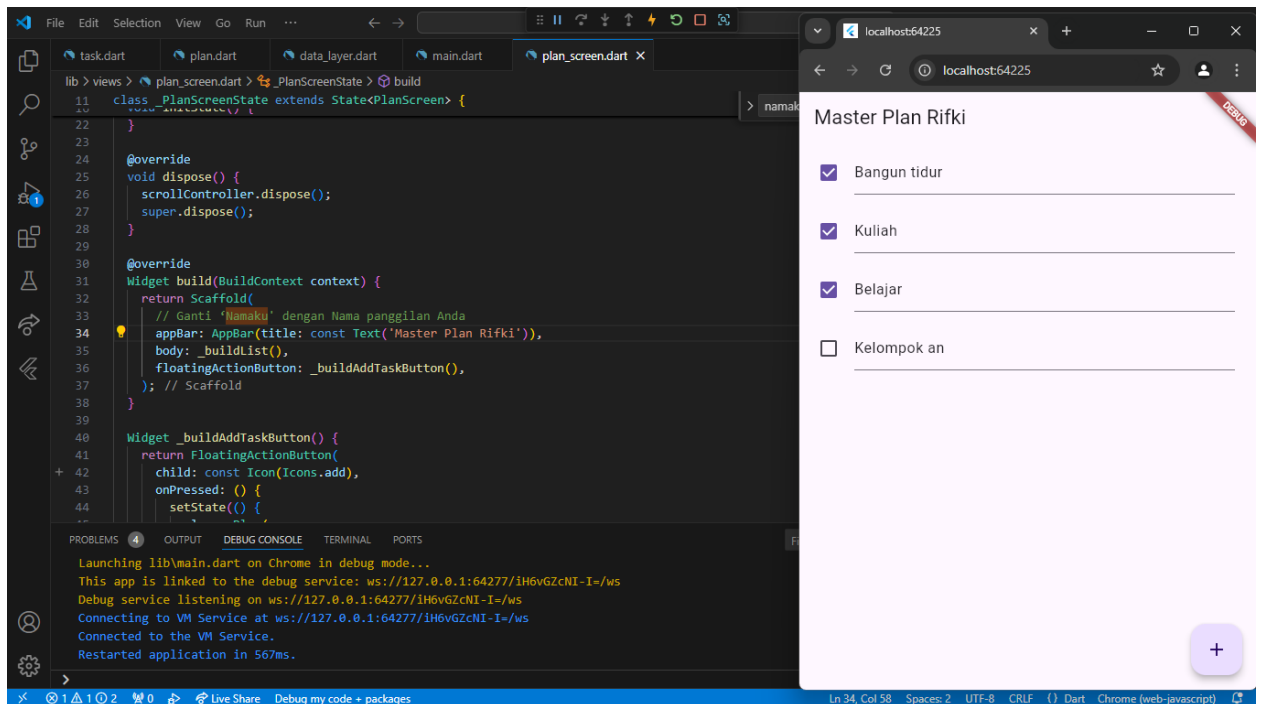 File Edit Selection View Go Run ···
task.dart plan.dart data_layer.dart main.dart plan_screen.dart
lib > views > plan_screen.dart > _PlanScreenState > build
11 class _PlanScreenState extends State<PlanScreen> {
22 }
23
24 @override
25 void dispose() {
26 scrollController.dispose();
27 super.dispose();
28 }
29
30 @override
31 Widget build(BuildContext context) {
32 return Scaffold(
33 // Ganti ‘Namaku' dengan Nama panggilan Anda
34 appBar: AppBar(title: const Text('Master Plan Rifki')),
35 body: _buildList(),
36 floatingActionButton: _buildAddTaskButton(),
37 ); // Scaffold
38 }
39
40 Widget _buildAddTaskButton() {
41 return FloatingActionButton(
42 child: const Icon(Icons.add),
43 onPressed: () {
44 setState(() {
PROBLEMS 4 OUTPUT DEBUG CONSOLE TERMINAL PORTS
Launching lib\main.dart on Chrome in debug mode...
This app is linked to the debug service: ws://127.0.0.1:64277/iH6vGZcNI-I=/ws
Debug service listening on ws://127.0.0.1:64277/iH6vGZcNI-I=/ws
Connecting to VM Service at ws://127.0.0.1:64277/iH6vGZcNI-I=/ws
Connected to the VM Service.
Restarted application in 567ms.
1 1 2 0 Live Share Debug my code + packages
Ln 34, Col 58 Spaces: 2 UTF-8 CRLF {} Dart Chrome (web-javascript)
1
localhost:64225
localhost:64225
DEBUG
Master Plan Rifki
Bangun tidur
Kuliah
Belajar
Kelompok an